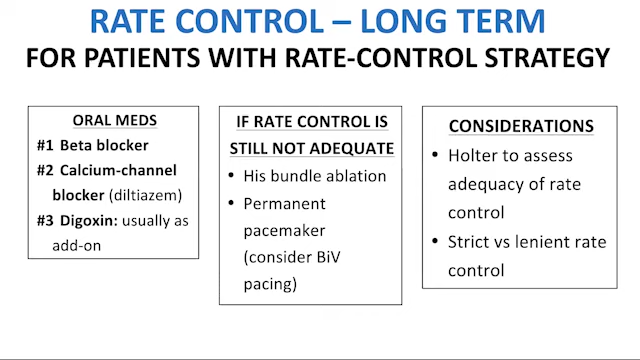 RATE CONTROL – LONG TERM
FOR PATIENTS WITH RATE-CONTROL STRATEGY
ORAL MEDS
#1 Beta blocker
#2 Calcium-channel
blocker (diltiazem)
#3 Digoxin: usually as
add-on
IF RATE CONTROL IS
STILL NOT ADEQUATE
• His bundle ablation
• Permanent
pacemaker
(consider BiV
pacing)
CONSIDERATIONS
• Holter to assess
adequacy of rate
control
• Strict vs lenient rate
control